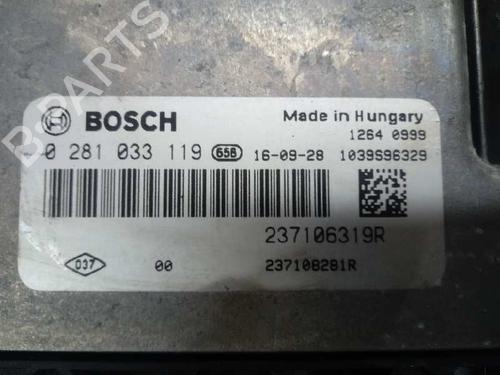 BOSCH
Made in Hungary
1264 0999
0 281 033 119 658 16-09-28 1039S96329
237106319R
037 00 237108281R
B-PARTS